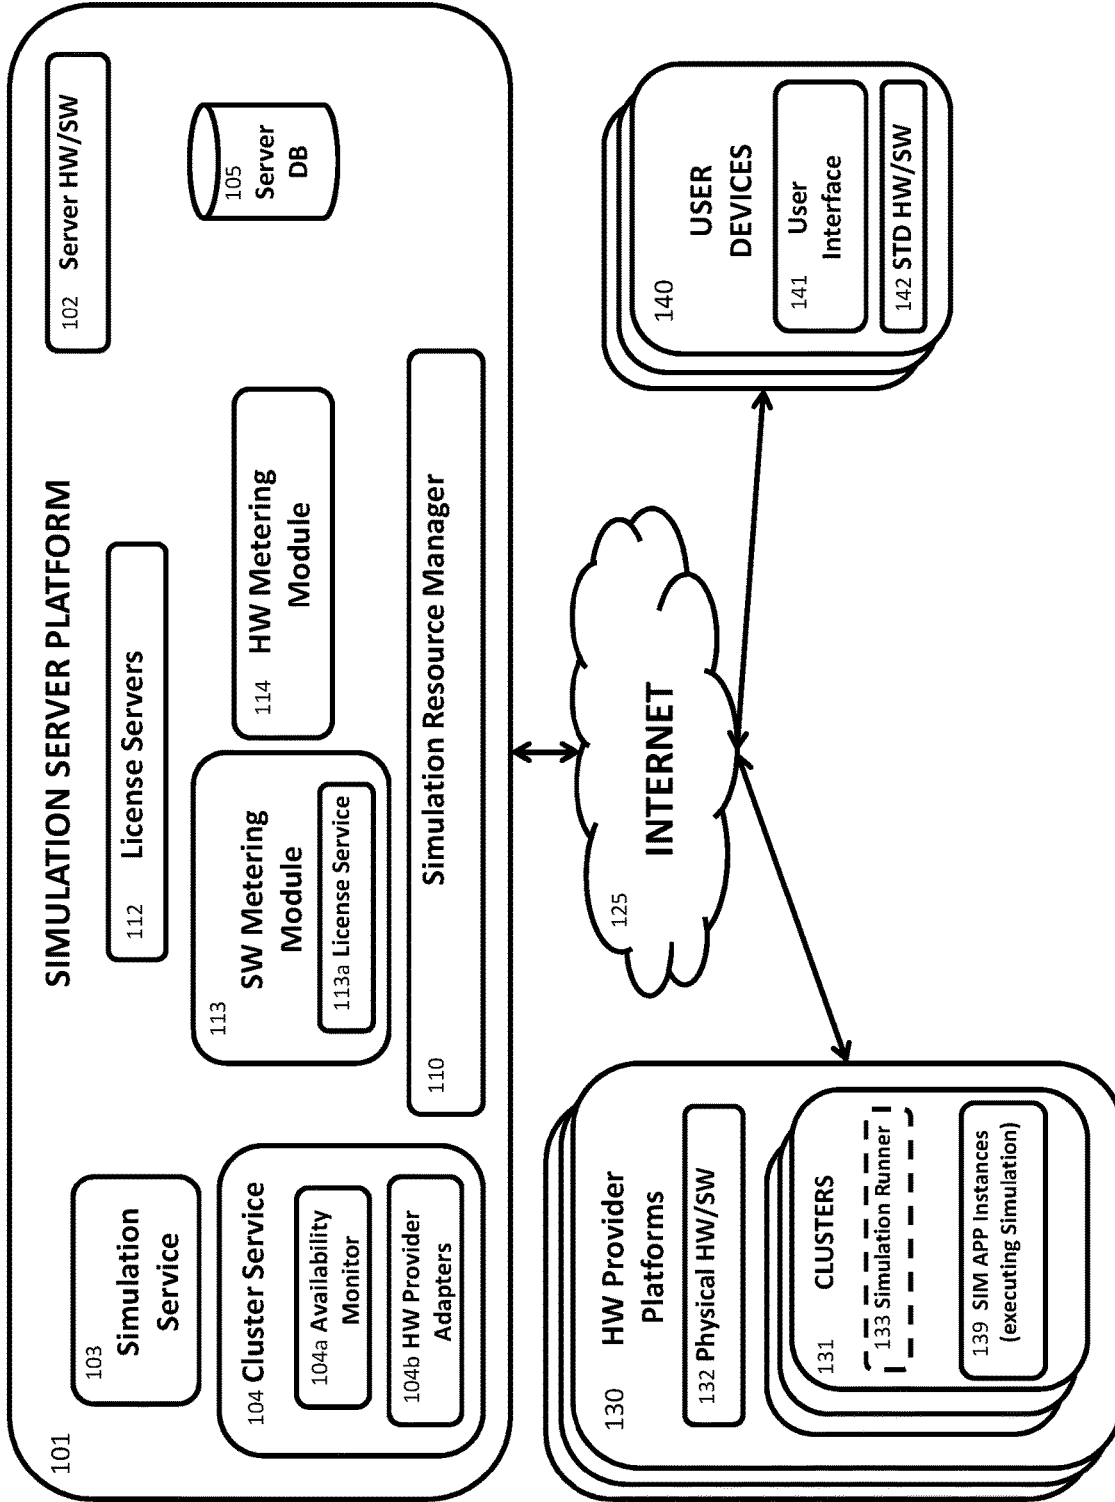 101
SIMULATION SERVER PLATFORM
102 Server HW/SW
103
Simulation
Service
112 License Servers
105
Server
DB
104 Cluster Service
104a Availability
Monitor
104b HW Provider
Adapters
113
SW Metering
Module
113a License Service
114 HW Metering
Module
110 Simulation Resource Manager
125
INTERNET
130
HW Provider
Platforms
132 Physical HW/SW
131
CLUSTERS
133 Simulation Runner
139 SIM APP Instances
(executing Simulation)
140
USER
DEVICES
141
User
Interface
142 STD HW/SW